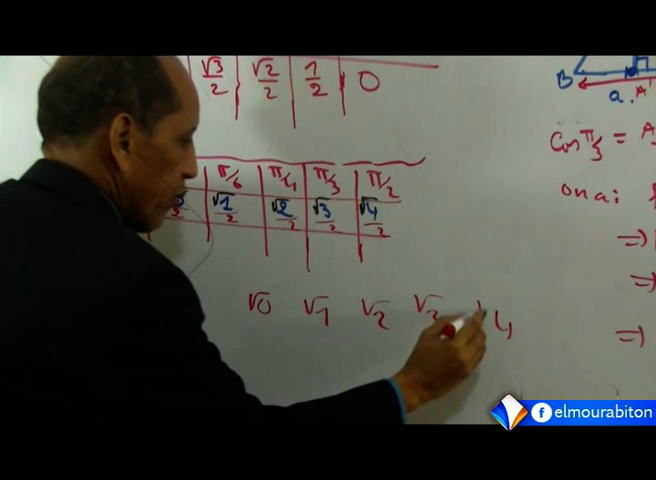 √3/2 √2/2 1/2 0
π/6 π/4 π/3 π/2
√1/2 √2/2 √3/2 √4/2
√0 √1 √2 √3 4
B a A'
Cos π/3 =
on a :
⇒
⇒
⇒
elmourabiton